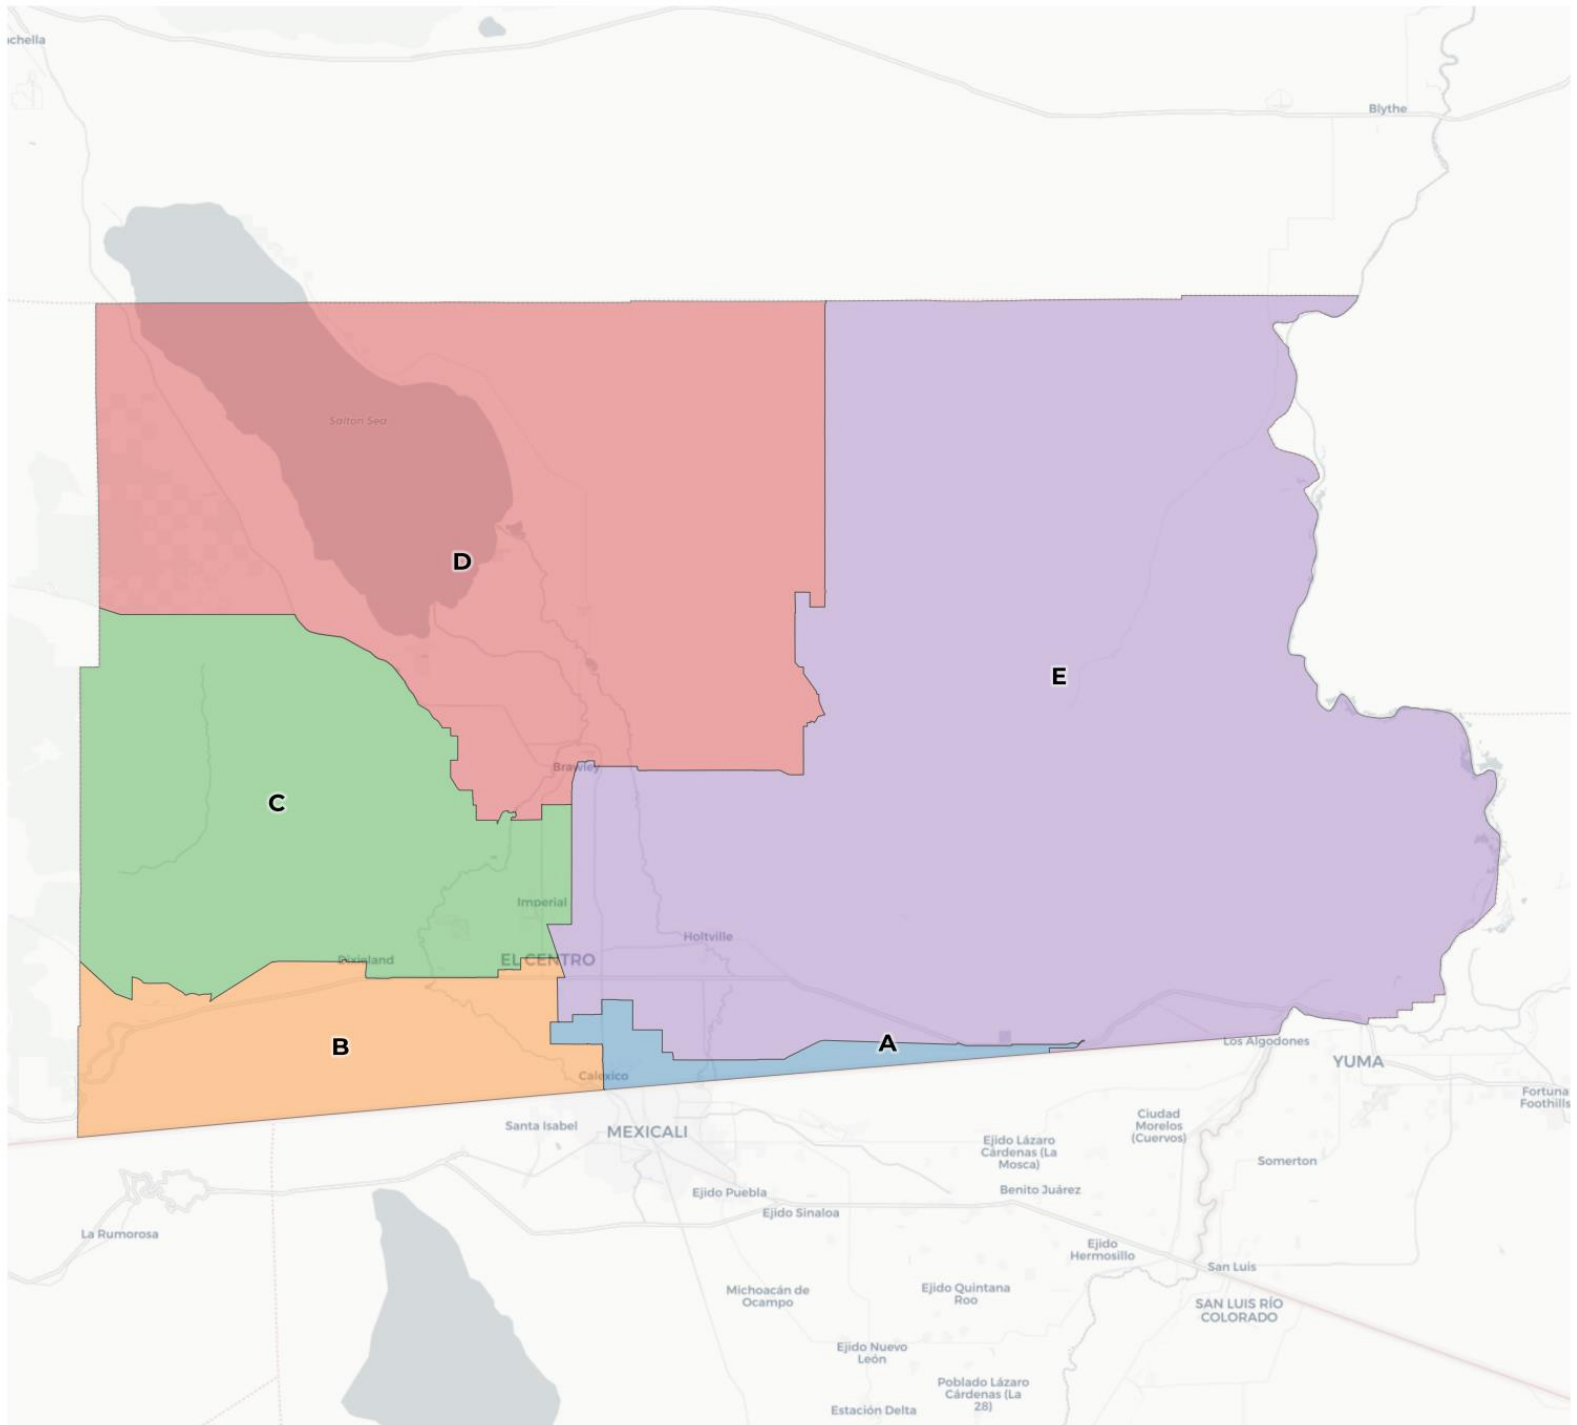 chella
Blythe
Salton Sea
D
E
Brawley
C
Imperial
Holtville
Dixieland
EL CENTRO
B
A
Los Algodones
YUMA
Calexico
Fortuna
Foothills
Santa Isabel
MEXICALI
Ciudad
Morelos
(Cuervos)
Ejido Lázaro
Cárdenas (La
Mosca)
Somerton
Ejido Puebla
Benito Juárez
Ejido Sinaloa
La Rumorosa
Ejido
Hermosillo
San Luis
Michoacán de
Ocampo
Ejido Quintana
Roo
SAN LUIS RÍO
COLORADO
Ejido Nuevo
León
Poblado Lázaro
Cárdenas (La
28)
Estación Delta